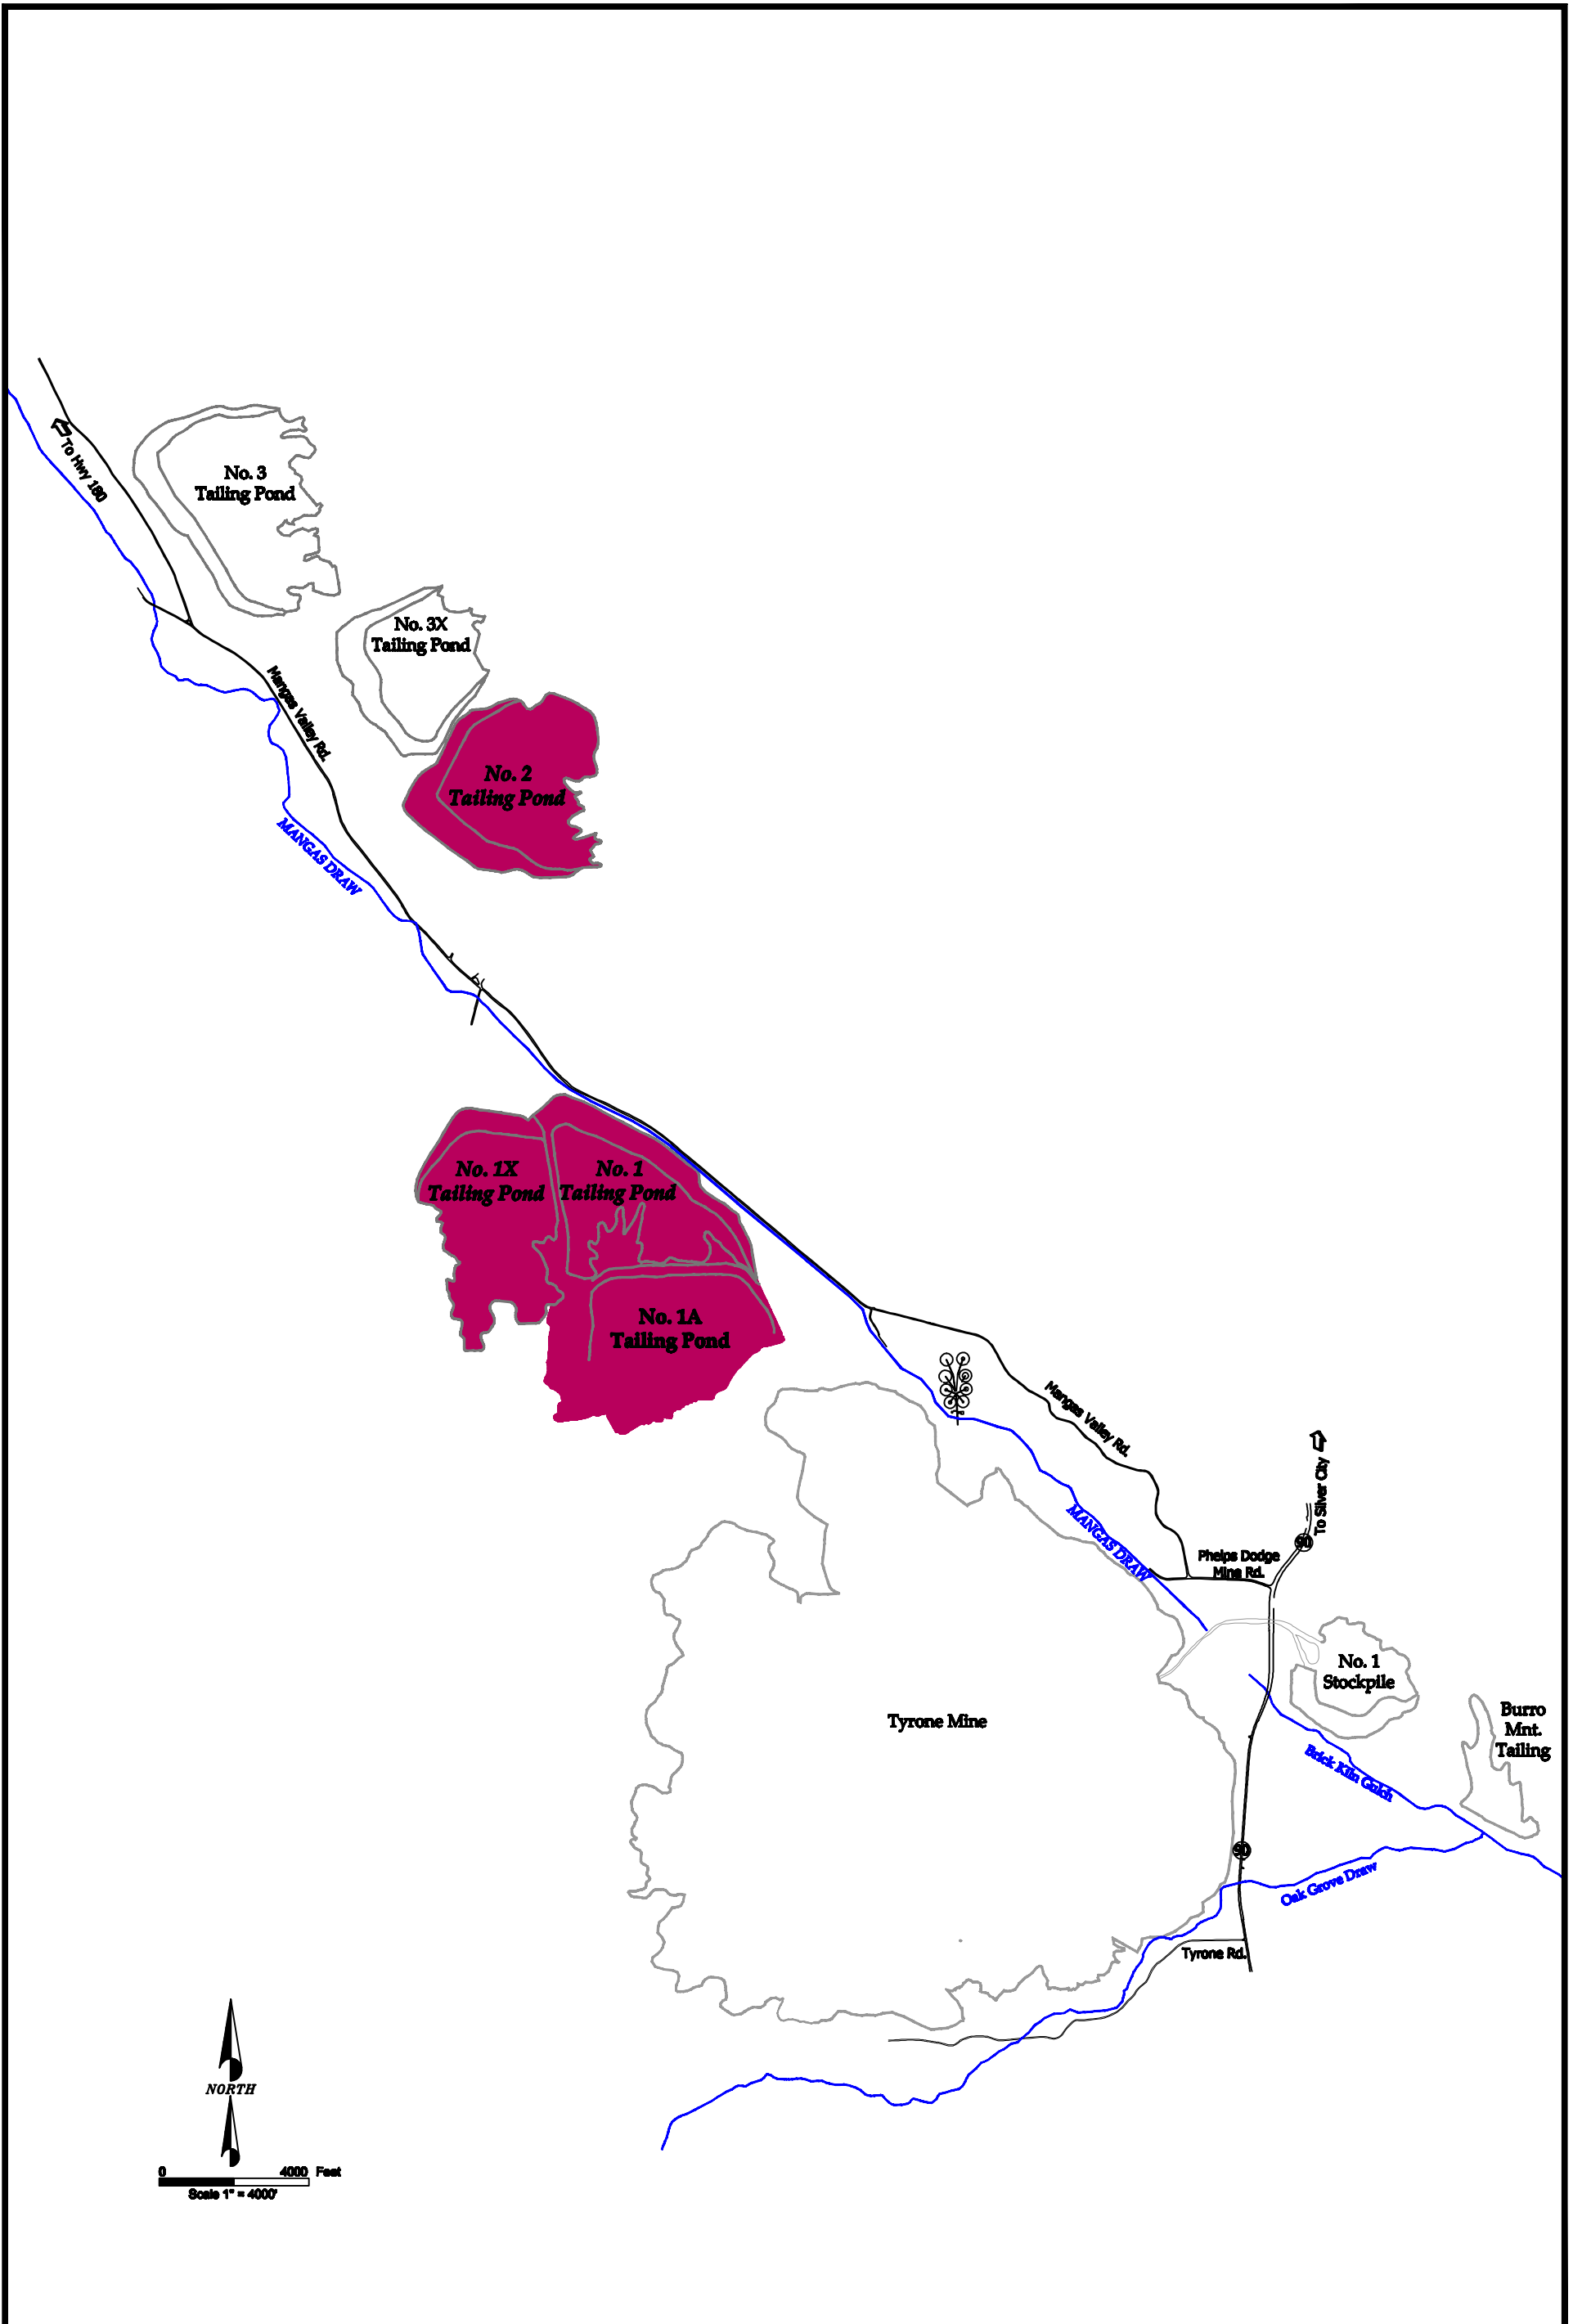 To Hwy 180
No. 3
Tailing Pond
No. 3X
Tailing Pond
Mangas Valley Rd.
No. 2
Tailing Pond
MANGAS DRAW
No. 1X
Tailing Pond
No. 1
Tailing Pond
No. 1A
Tailing Pond
Mangas Valley Rd.
To Silver City
MANGAS DRAW
90
Phelps Dodge
Mine Rd.
No. 1
Stockpile
Tyrone Mine
Burro
Mnt.
Tailing
Brick Kiln Gulch
90
Oak Grove Draw
Tyrone Rd.
NORTH
0 4000 Feet
Scale 1" = 4000'